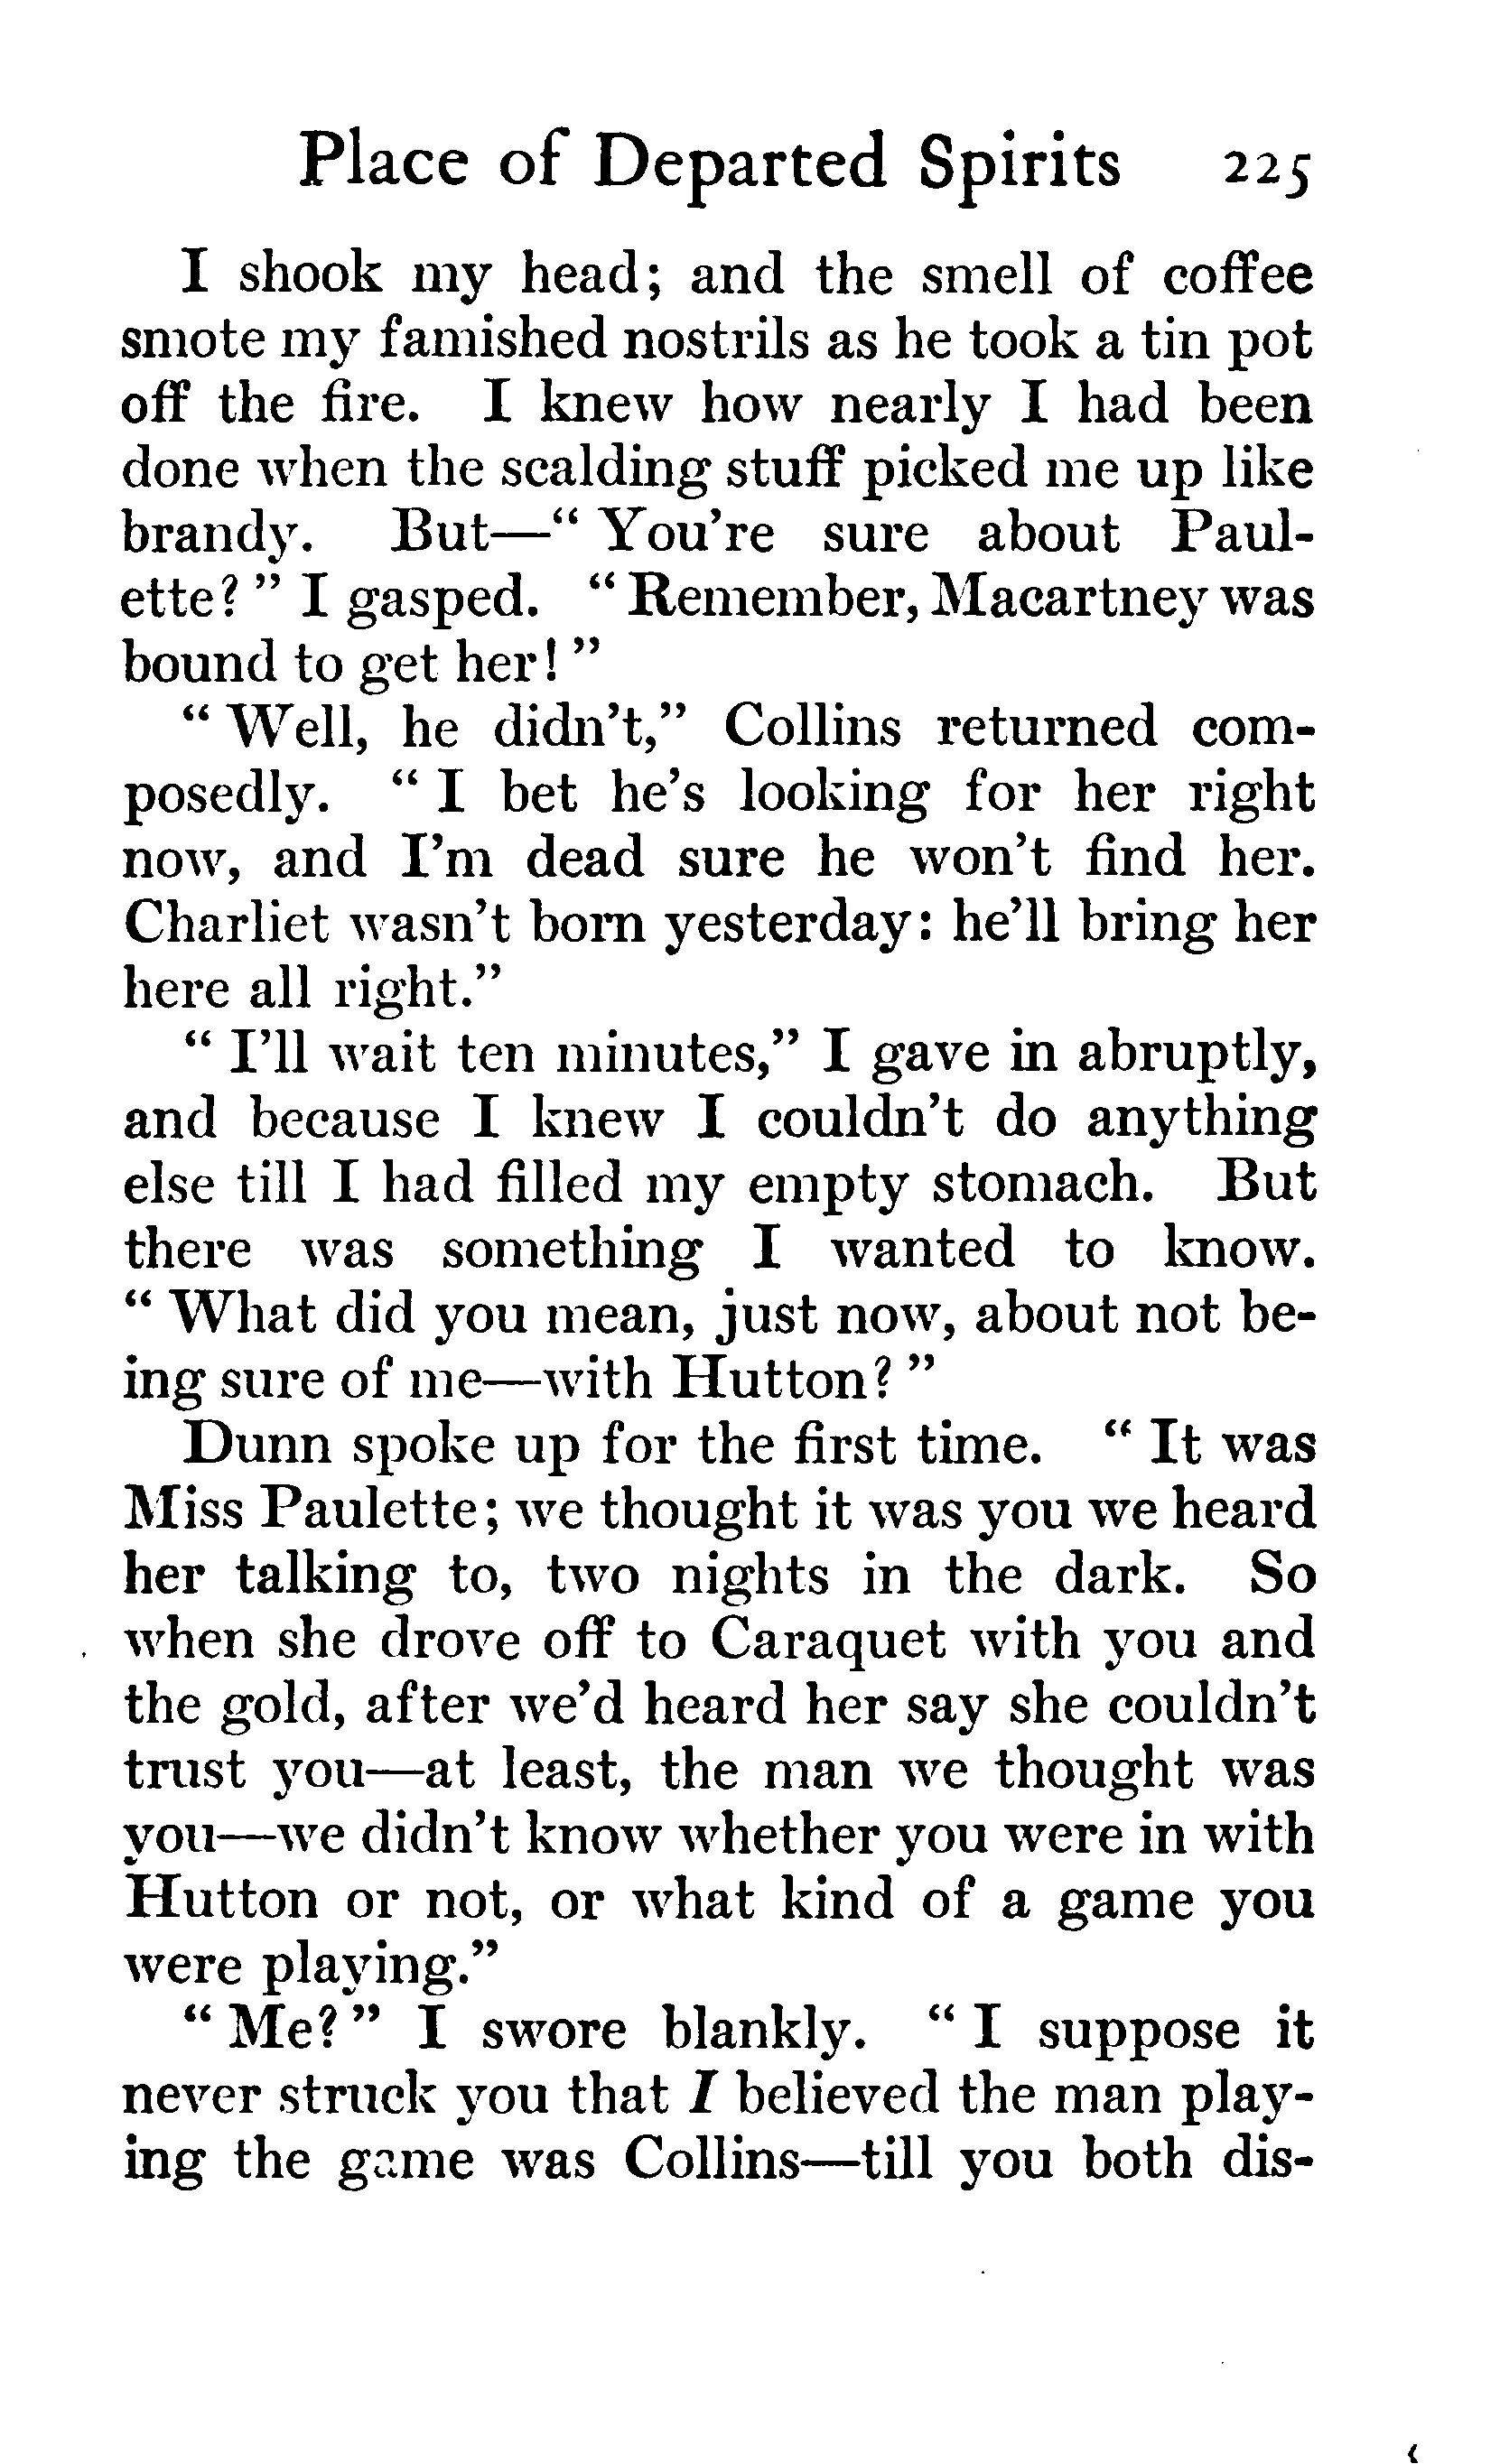 Place of Departed Spirits 225
I shook my head; and the smell of coffee
smote my famished nostrils as he took a tin pot
off the fire. I knew how nearly I had been
done when the scalding stuff picked me up like
brandy. But—" You're sure about Paul-
ette? " I gasped. " Remember, Macartney was
bound to get her! "
" Well, he didn't," Collins returned com-
posedly. " I bet he's looking for her right
now, and I'm dead sure he won't find her.
Charliet wasn't born yesterday: he'll bring her
here all right."
" I'll wait ten minutes," I gave in abruptly,
and because I knew I couldn't do anything
else till I had filled my empty stomach. But
there was something I wanted to know.
" What did you mean, just now, about not be-
ing sure of me—with Hutton? "
Dunn spoke up for the first time. " It was
Miss Paulette; we thought it was you we heard
her talking to, two nights in the dark. So
when she drove off to Caraquet with you and
the gold, after we'd heard her say she couldn't
trust you—at least, the man we thought was
you—we didn't know whether you were in with
Hutton or not, or what kind of a game you
were playing."
" Me? " I swore blankly. " I suppose it
never struck you that I believed the man play-
ing the game was Collins—till you both dis-